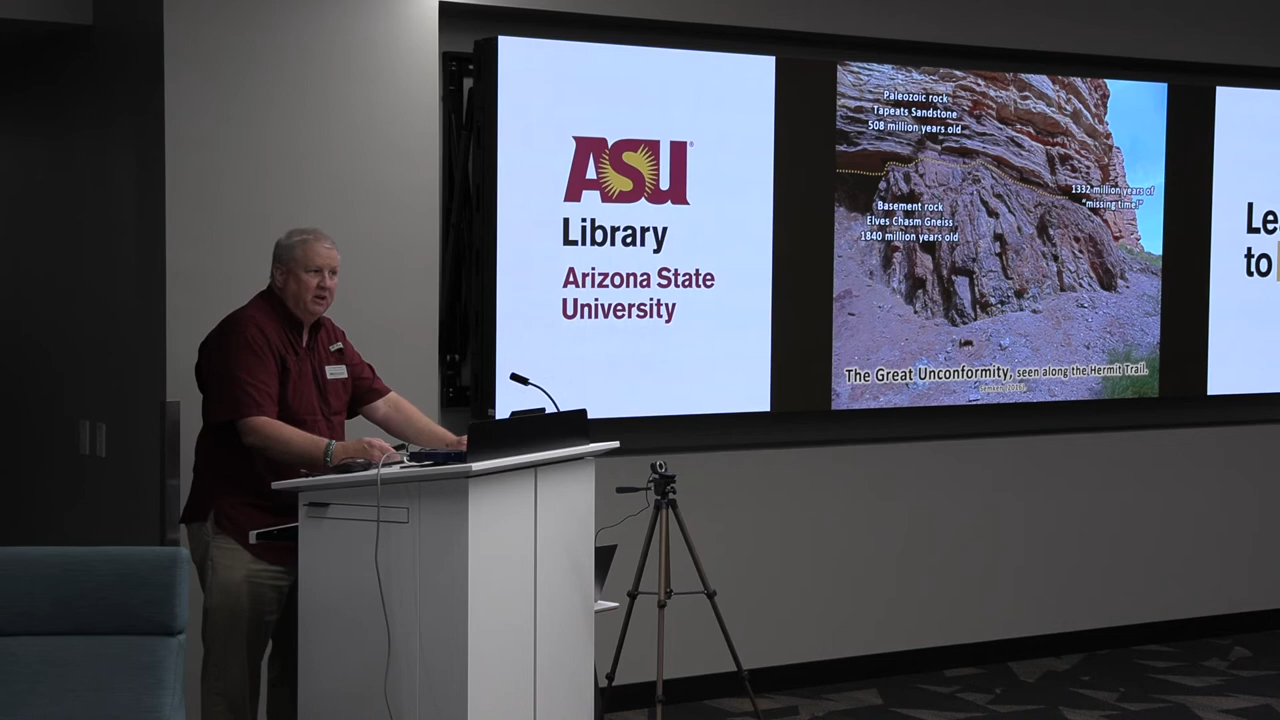 ASU
Library
Arizona State
University
Paleozoic rock
Tapeats Sandstone
508 million years old
1332 million years of
"missing time!"
Basement rock
Elves Chasm Gneiss
1840 million years old
The Great Unconformity, seen along the Hermit Trail.
Semken (2016).
Le
to